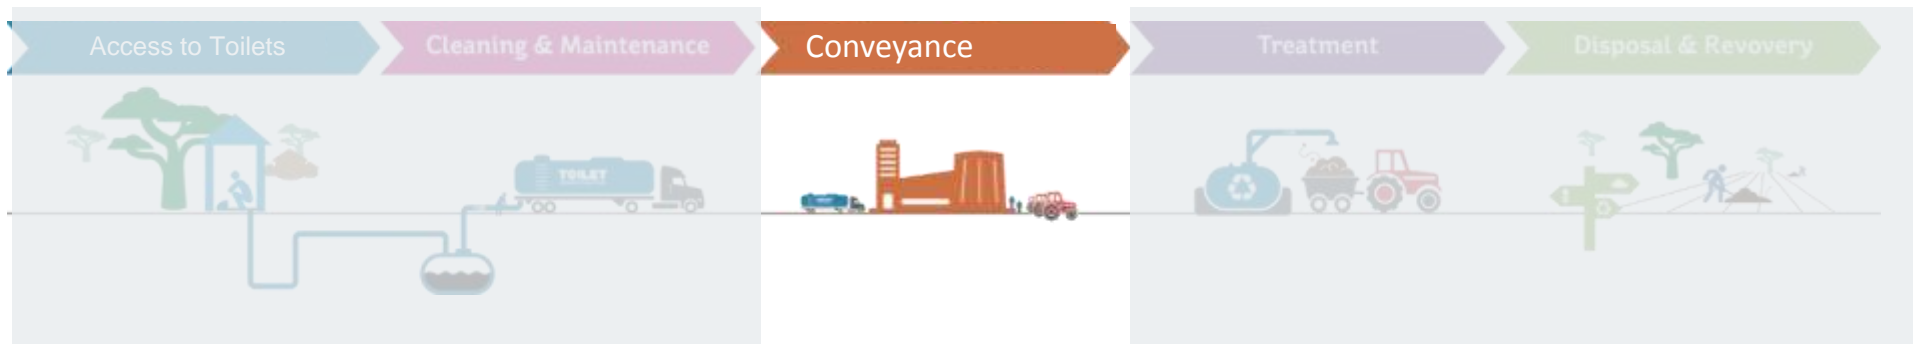 Access to Toilets
Cleaning & Maintenance
Conveyance
Treatment
Disposal & Revovery
TOILET